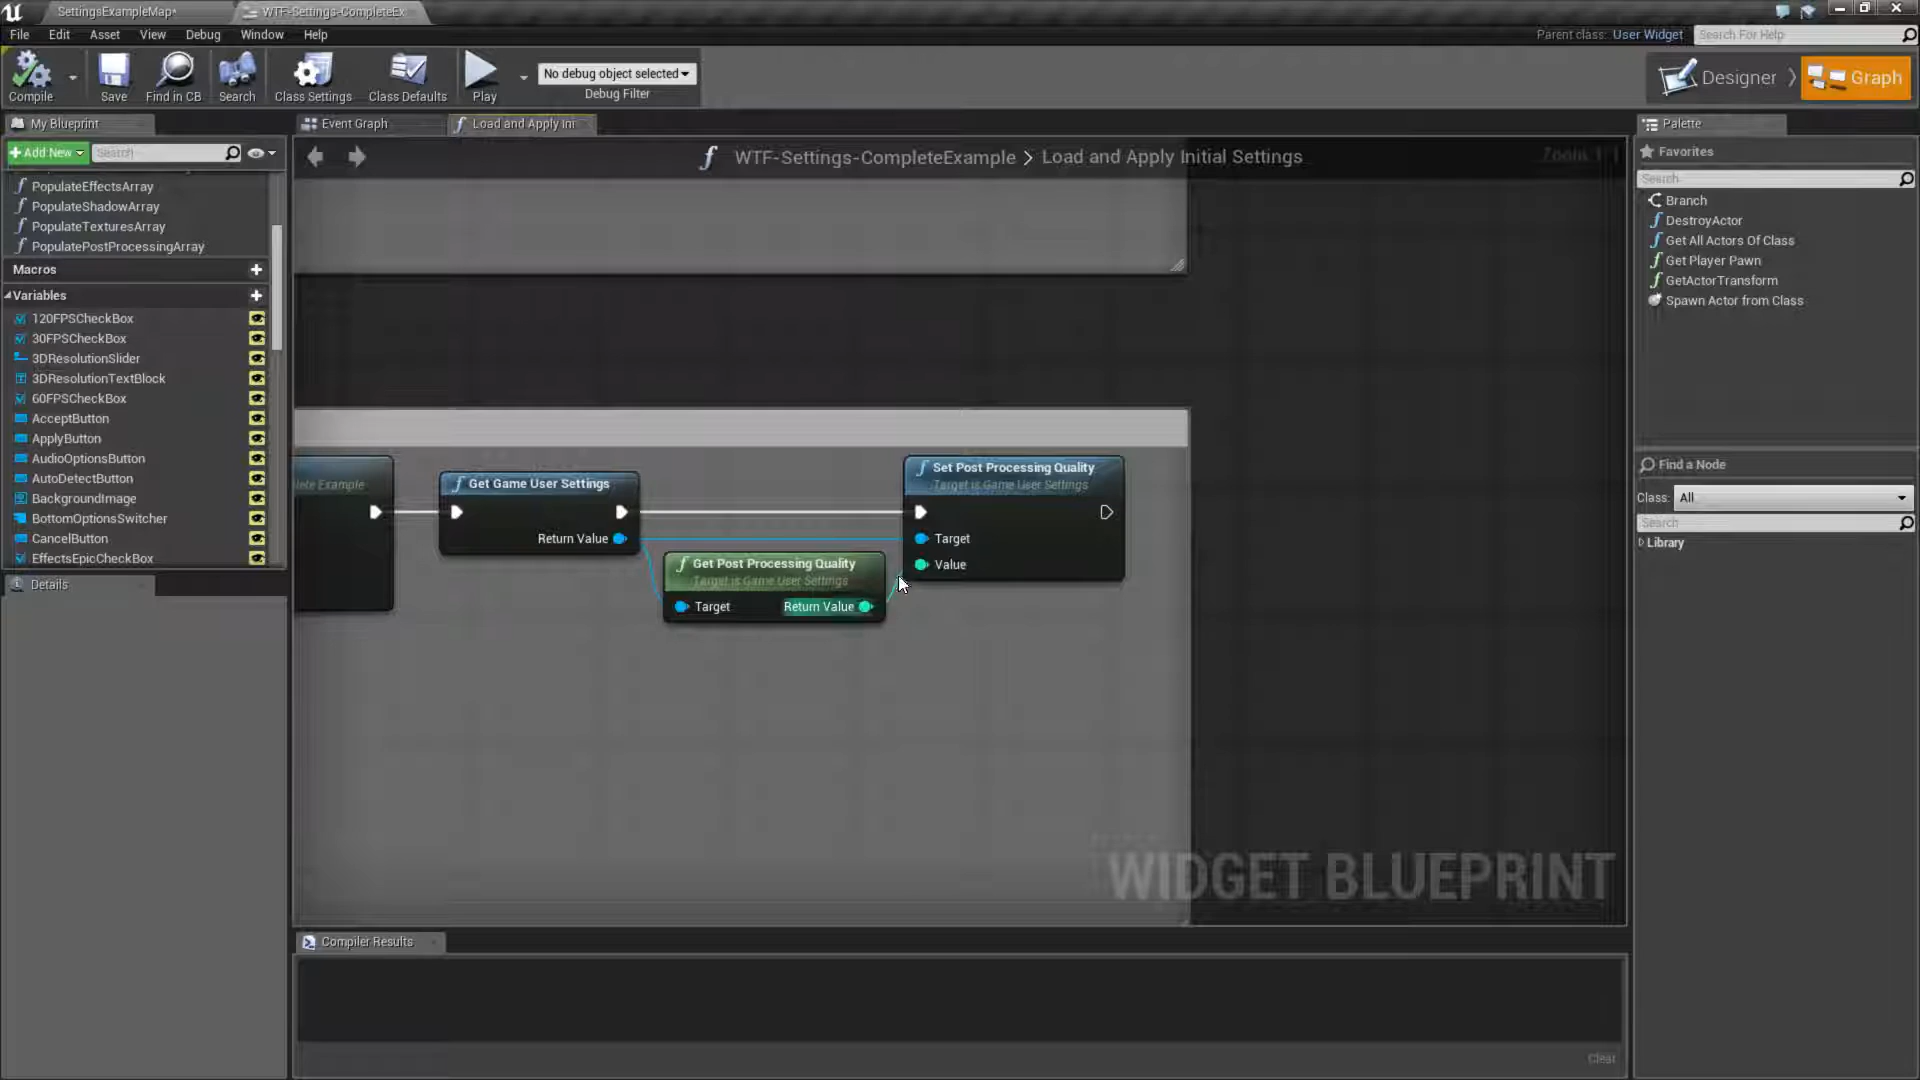 SettingsExampleMap*
WTF-Settings-CompleteEx
File Edit Asset View Debug Window Help
Parent class: User Widget
Search For Help
Compile
Save
Find in CB
Search
Class Settings
Class Defaults
Play
No debug object selected
Debug Filter
Designer
Graph
My Blueprint
Event Graph
Load and Apply Ini
Palette
Add New
Search
WTF-Settings-CompleteExample > Load and Apply Initial Settings
Favorites
Search
PopulateEffectsArray
PopulateShadowArray
PopulateTexturesArray
PopulatePostProcessingArray
Macros
Variables
120FPSCheckBox
30FPSCheckBox
3DResolutionSlider
3DResolutionTextBlock
60FPSCheckBox
AcceptButton
ApplyButton
AudioOptionsButton
AutoDetectButton
BackgroundImage
BottomOptionsSwitcher
CancelButton
EffectsEpicCheckBox
Details
Branch
DestroyActor
Get All Actors Of Class
Get Player Pawn
GetActorTransform
Spawn Actor from Class
Find a Node
Class: All
Search
Library
lete Example
Get Game User Settings
Return Value
Get Post Processing Quality
Target is Game User Settings
Target
Return Value
Set Post Processing Quality
Target is Game User Settings
Target
Value
WIDGET BLUEPRINT
Compiler Results
Clear